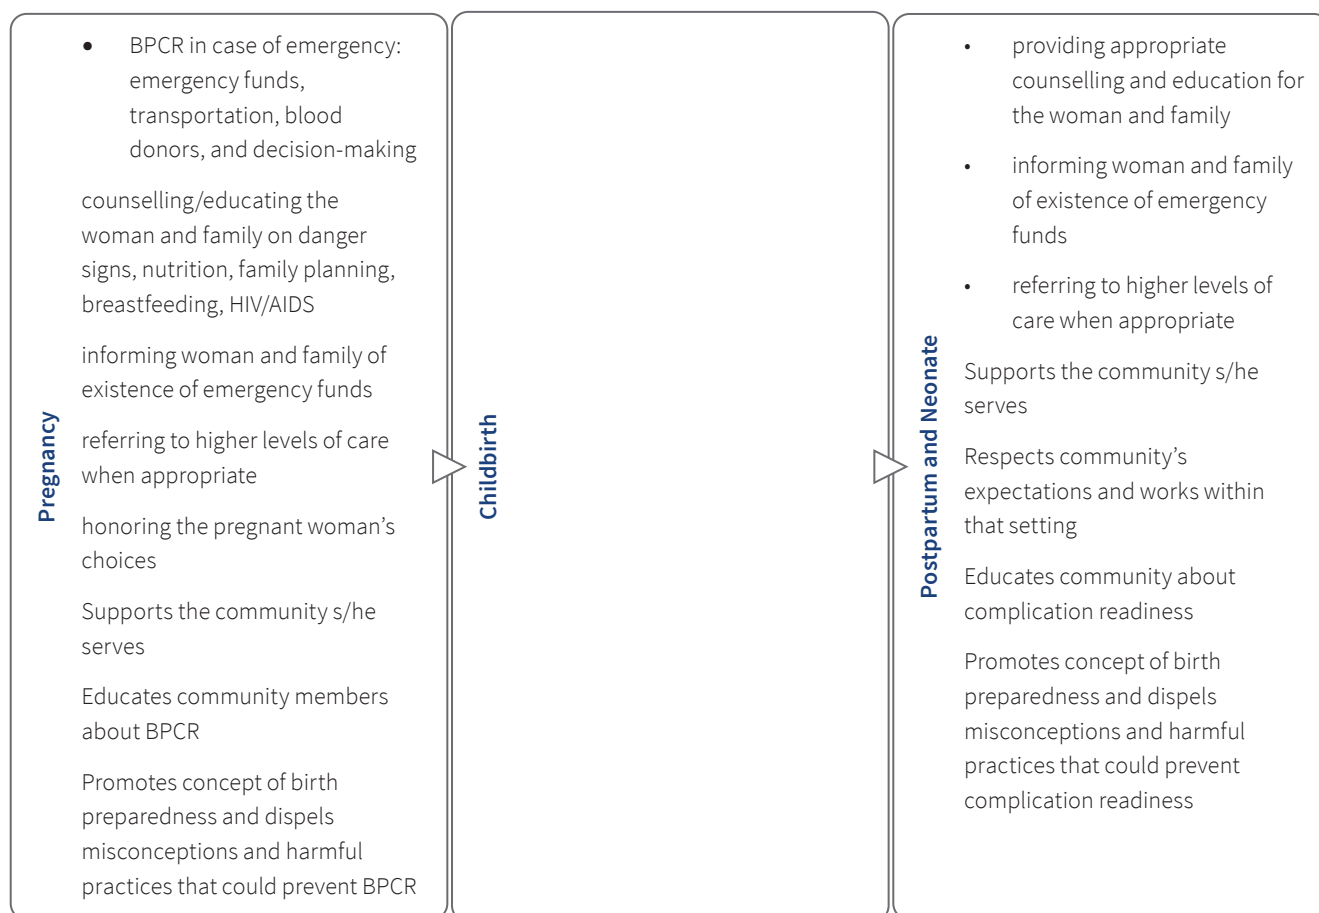 Pregnancy
• BPCR in case of emergency:
emergency funds,
transportation, blood
donors, and decision-making
counselling/educating the
woman and family on danger
signs, nutrition, family planning,
breastfeeding, HIV/AIDS
informing woman and family of
existence of emergency funds
referring to higher levels of care
when appropriate
honoring the pregnant woman’s
choices
Supports the community s/he
serves
Educates community members
about BPCR
Promotes concept of birth
preparedness and dispels
misconceptions and harmful
practices that could prevent BPCR
Childbirth
Postpartum and Neonate
• providing appropriate
counselling and education for
the woman and family
• informing woman and family
of existence of emergency
funds
• referring to higher levels of
care when appropriate
Supports the community s/he
serves
Respects community’s
expectations and works within
that setting
Educates community about
complication readiness
Promotes concept of birth
preparedness and dispels
misconceptions and harmful
practices that could prevent
complication readiness